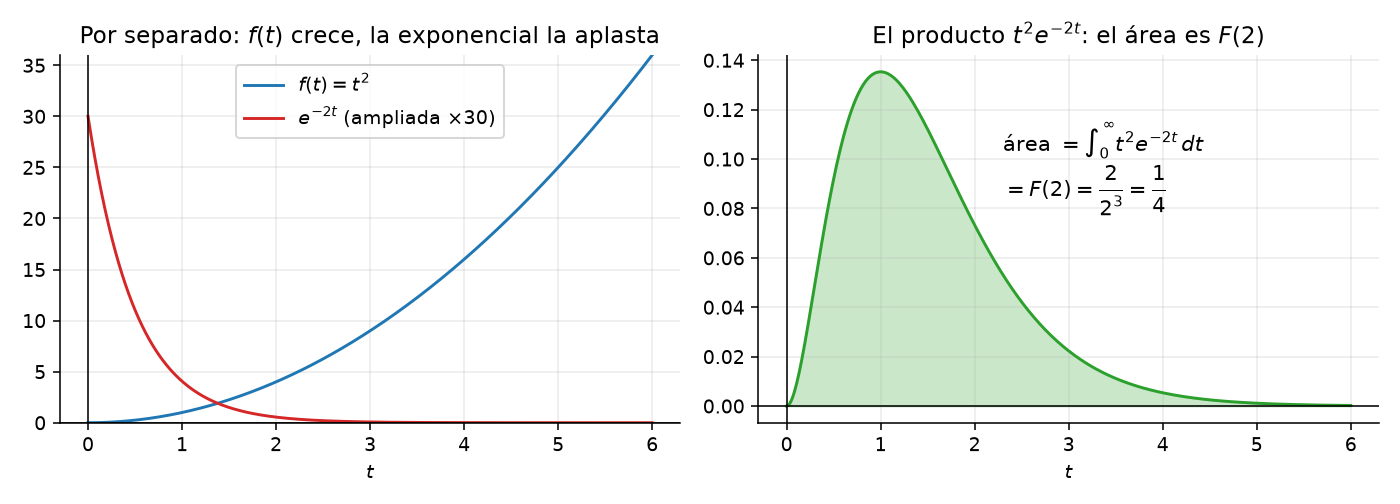 Por separado: f(t) crece, la exponencial la aplasta
f(t) = t²
e⁻²ᵗ (ampliada ×30)
35
30
25
20
15
10
5
0
0 1 2 3 4 5 6
t
El producto t²e⁻²ᵗ: el área es F(2)
área = ∫₀^∞ t²e⁻²ᵗ dt
= F(2) = 2/2³ = 1/4
0.14
0.12
0.10
0.08
0.06
0.04
0.02
0.00
0 1 2 3 4 5 6
t